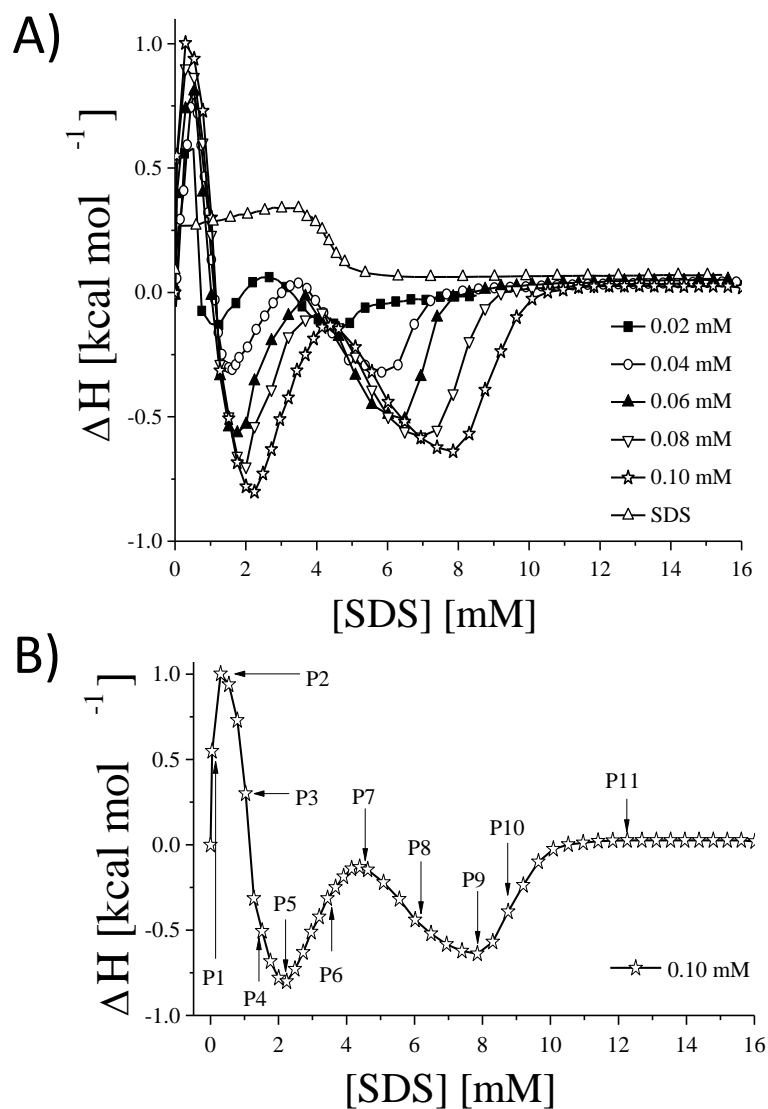 A)
ΔH [kcal mol -1]
1.0
0.5
0.0
-0.5
-1.0
0.02 mM
0.04 mM
0.06 mM
0.08 mM
0.10 mM
SDS
0 2 4 6 8 10 12 14 16
[SDS] [mM]
B)
ΔH [kcal mol -1]
1.0
0.5
0.0
-0.5
-1.0
P2
P3
P7
P11
P10
P8
P5
P9
P1
P4
P6
0.10 mM
0 2 4 6 8 10 12 14 16
[SDS] [mM]